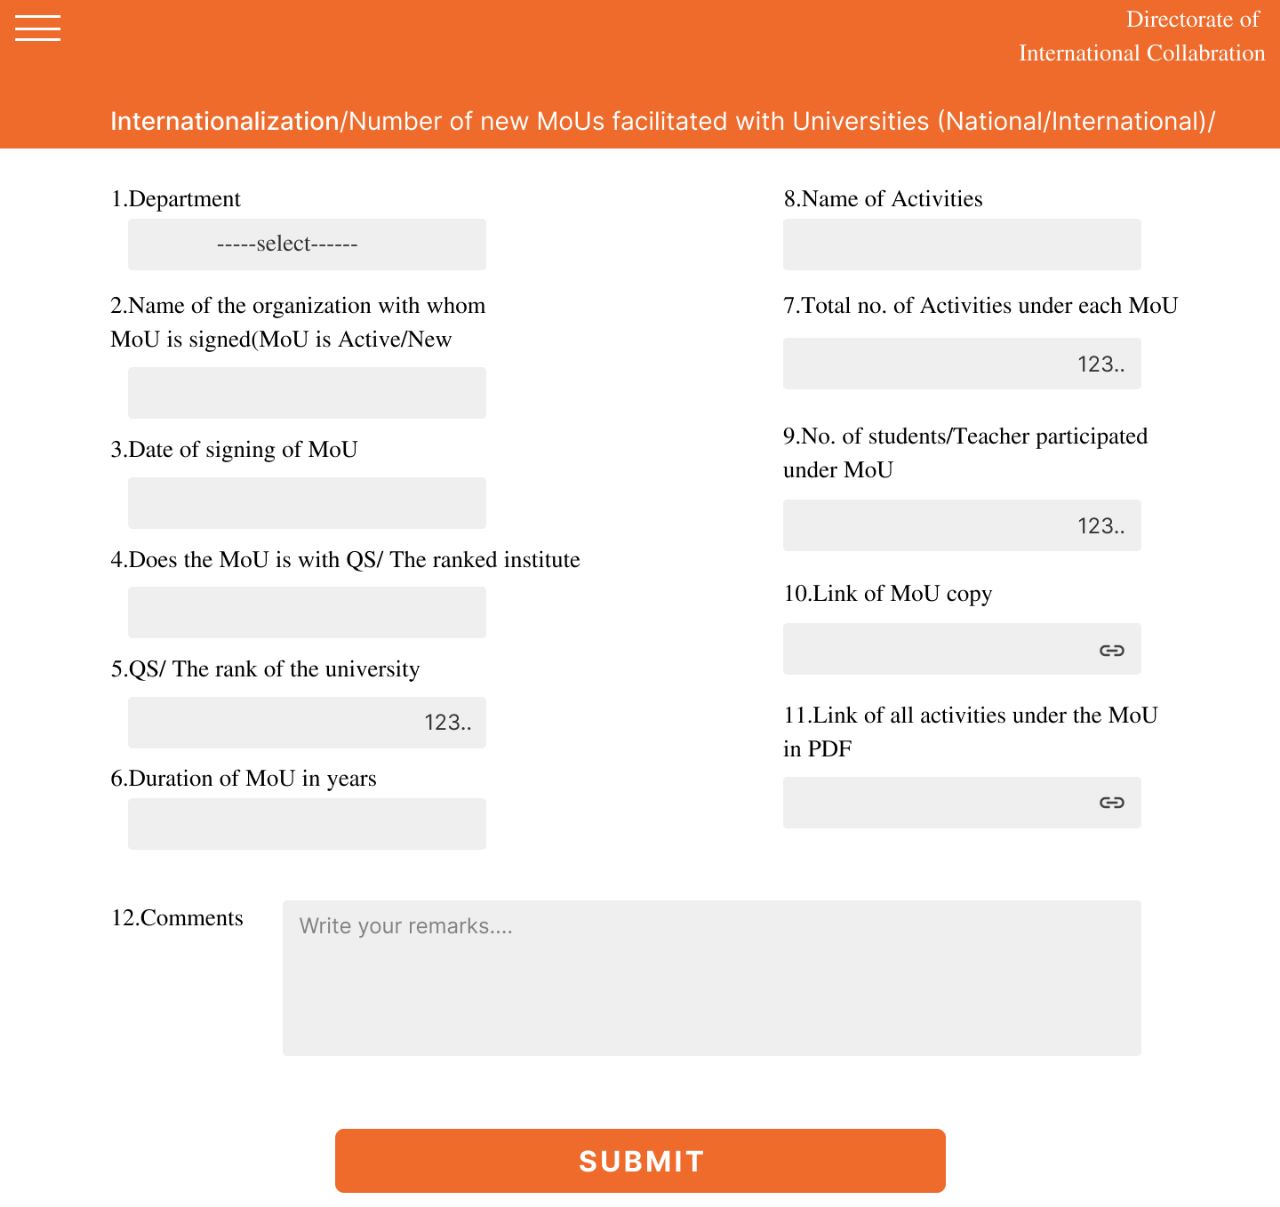 Directorate of
International Collabration
Internationalization/Number of new MoUs facilitated with Universities (National/International)/
1.Department
-----select------
2.Name of the organization with whom
MoU is signed(MoU is Active/New
3.Date of signing of MoU
4.Does the MoU is with QS/ The ranked institute
5.QS/ The rank of the university
123..
6.Duration of MoU in years
8.Name of Activities
7.Total no. of Activities under each MoU
123..
9.No. of students/Teacher participated
under MoU
123..
10.Link of MoU copy
11.Link of all activities under the MoU
in PDF
12.Comments
Write your remarks....
SUBMIT